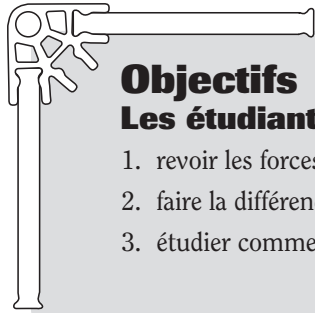 Objectifs
Les étudiant
1. revoir les forces
2. faire la différen
3. étudier comme